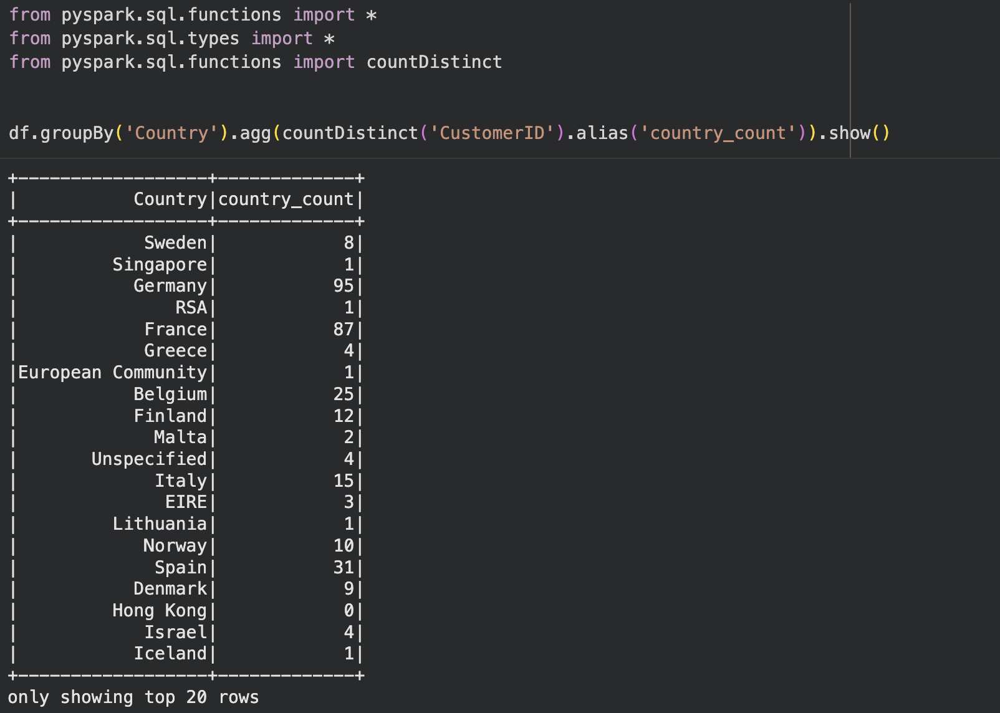 from pyspark.sql.functions import *
from pyspark.sql.types import *
from pyspark.sql.functions import countDistinct
df.groupBy('Country').agg(countDistinct('CustomerID').alias('country_count')).show()
+------------------+-------------+
|           Country|country_count|
+------------------+-------------+
|            Sweden|            8|
|         Singapore|            1|
|           Germany|           95|
|               RSA|            1|
|            France|           87|
|            Greece|            4|
|European Community|            1|
|           Belgium|           25|
|           Finland|           12|
|             Malta|            2|
|       Unspecified|            4|
|             Italy|           15|
|              EIRE|            3|
|         Lithuania|            1|
|            Norway|           10|
|             Spain|           31|
|           Denmark|            9|
|         Hong Kong|            0|
|            Israel|            4|
|           Iceland|            1|
+------------------+-------------+
only showing top 20 rows